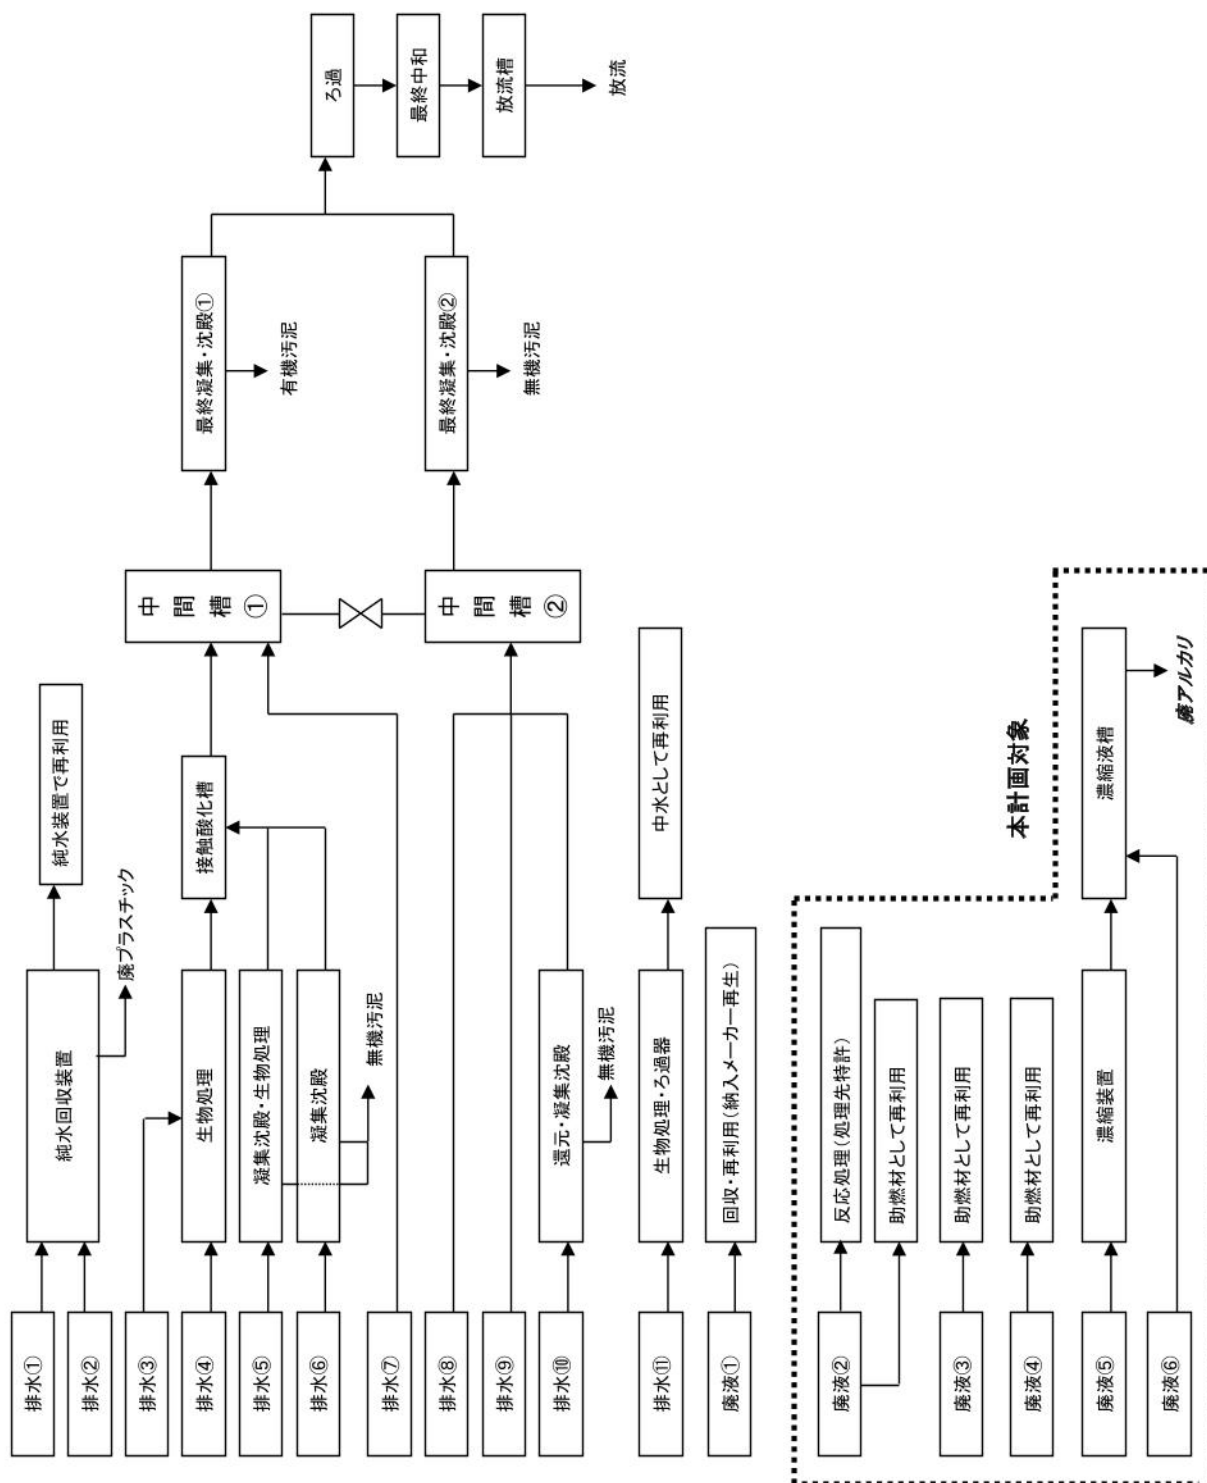 排水①
排水②
排水③
排水④
排水⑤
排水⑥
排水⑦
排水⑧
排水⑨
排水⑩
排水⑪
廃液①
廃液②
廃液③
廃液④
廃液⑤
廃液⑥
純水回収装置
廃プラスチック
純水装置で再利用
生物処理
凝集沈殿・生物処理
凝集沈殿
無機汚泥
接触酸化槽
還元・凝集沈殿
無機汚泥
生物処理・ろ過器
中水として再利用
回収・再利用(納入メーカー再生)
反応処理(処理先特許)
助燃材として再利用
助燃材として再利用
助燃材として再利用
濃縮装置
濃縮液槽
廃アルカリ
本計画対象
中間槽①
中間槽②
最終凝集・沈殿①
有機汚泥
最終凝集・沈殿②
無機汚泥
ろ過
最終中和
放流槽
放流